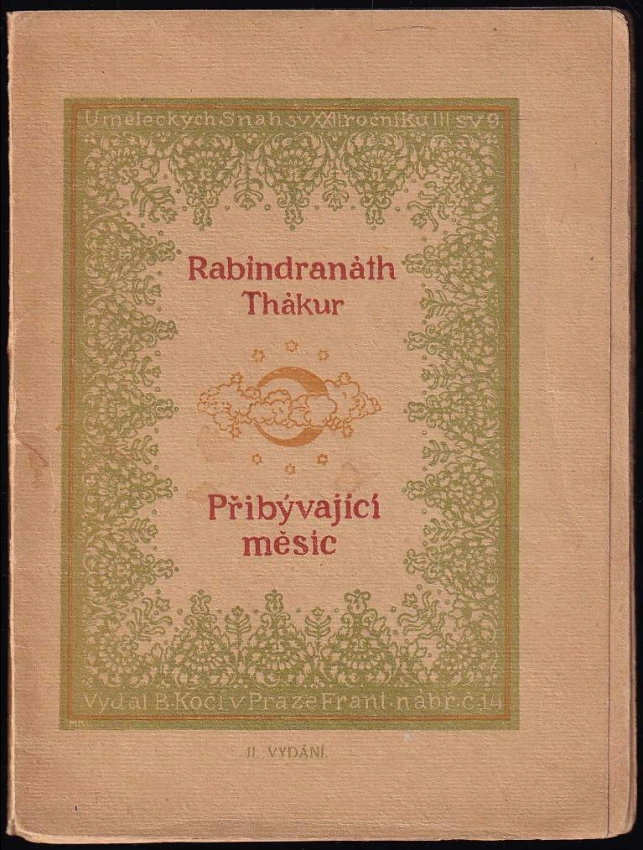 Uměleckých Snah sv XXII ročníku III sv 9.
Rabindranáth
Thákur
Přibývající
měsíc
Vydal B. Kočí v Praze Frant. nábř. č. 14
II. VYDÁNÍ.